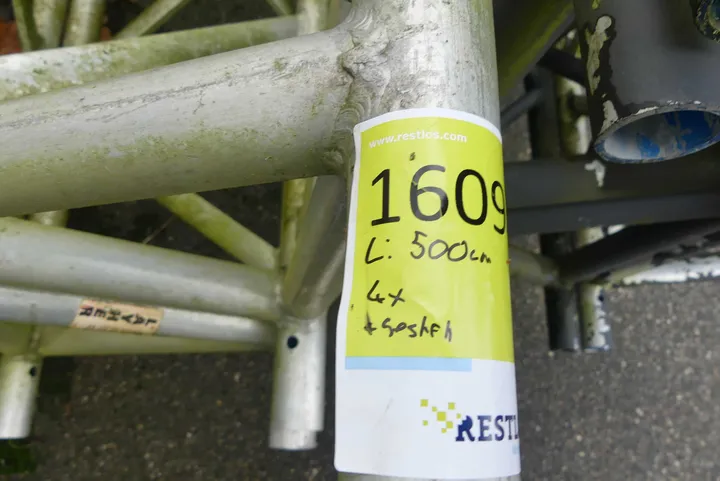 www.restlos.com
1609
L: 500cm
4x
LAYHER
RESTL